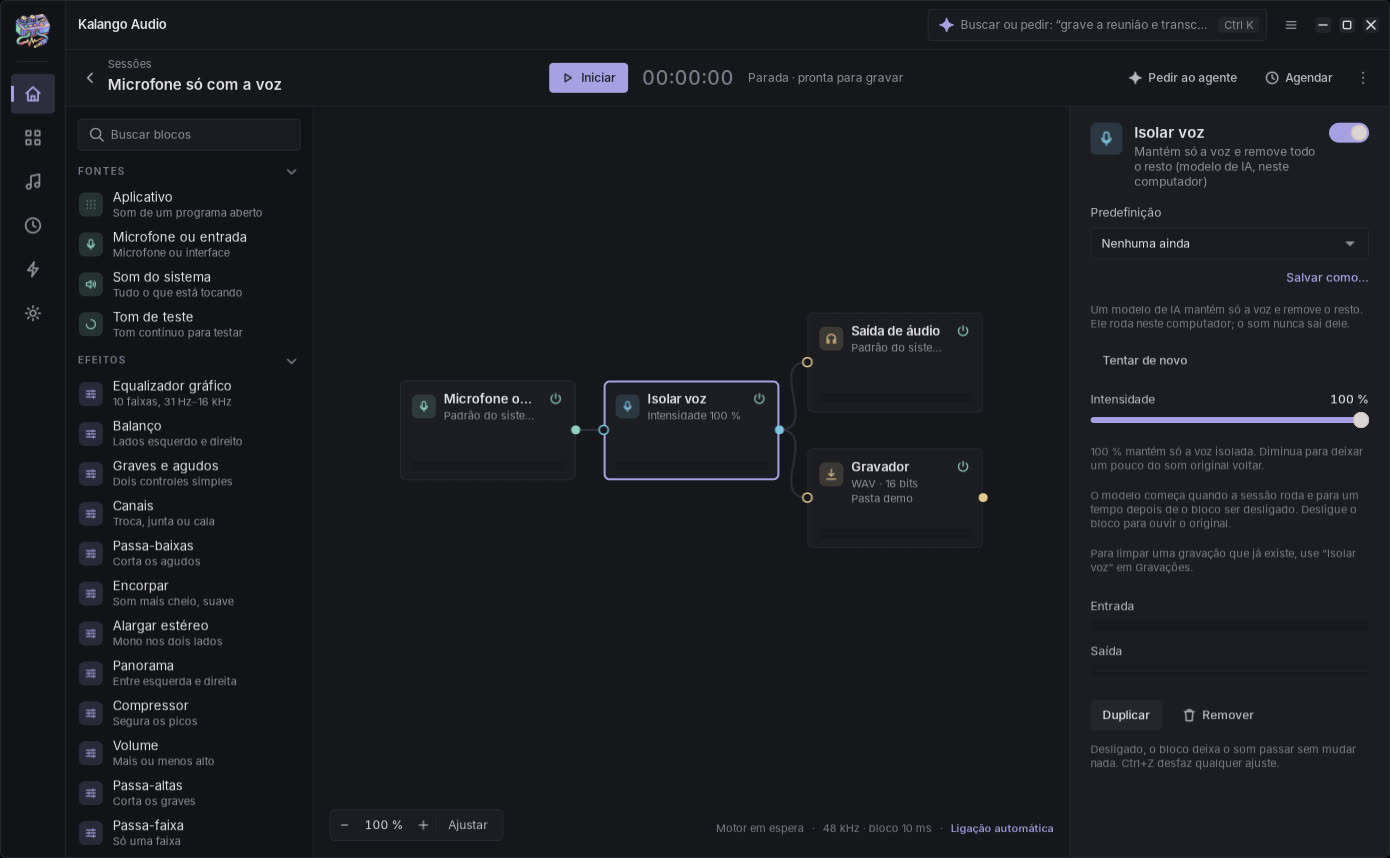 Kalango Audio
Buscar ou pedir: “grave a reunião e transc...
Ctrl K
Sessões
Microfone só com a voz
Iniciar
00:00:00
Parada · pronta para gravar
Pedir ao agente
Agendar
Buscar blocos
FONTES
Aplicativo
Som de um programa aberto
Microfone ou entrada
Microfone ou interface
Som do sistema
Tudo o que está tocando
Tom de teste
Tom contínuo para testar
EFEITOS
Equalizador gráfico
10 faixas, 31 Hz–16 kHz
Balanço
Lados esquerdo e direito
Graves e agudos
Dois controles simples
Canais
Troca, junta ou cala
Passa-baixas
Corta os agudos
Encorpar
Som mais cheio, suave
Alargar estéreo
Mono nos dois lados
Panorama
Entre esquerda e direita
Compressor
Segura os picos
Volume
Mais ou menos alto
Passa-altas
Corta os graves
Passa-faixa
Só uma faixa
Microfone o...
Padrão do siste...
Isolar voz
Intensidade 100 %
Saída de áudio
Padrão do siste...
Gravador
WAV · 16 bits
Pasta demo
100 %
Ajustar
Motor em espera · 48 kHz · bloco 10 ms · Ligação automática
Isolar voz
Mantém só a voz e remove todo
o resto (modelo de IA, neste
computador)
Predefinição
Nenhuma ainda
Salvar como...
Um modelo de IA mantém só a voz e remove o resto.
Ele roda neste computador; o som nunca sai dele.
Tentar de novo
Intensidade
100 %
100 % mantém só a voz isolada. Diminua para deixar
um pouco do som original voltar.
O modelo começa quando a sessão roda e para um
tempo depois de o bloco ser desligado. Desligue o
bloco para ouvir o original.
Para limpar uma gravação que já existe, use “Isolar
voz” em Gravações.
Entrada
Saída
Duplicar
Remover
Desligado, o bloco deixa o som passar sem mudar
nada. Ctrl+Z desfaz qualquer ajuste.